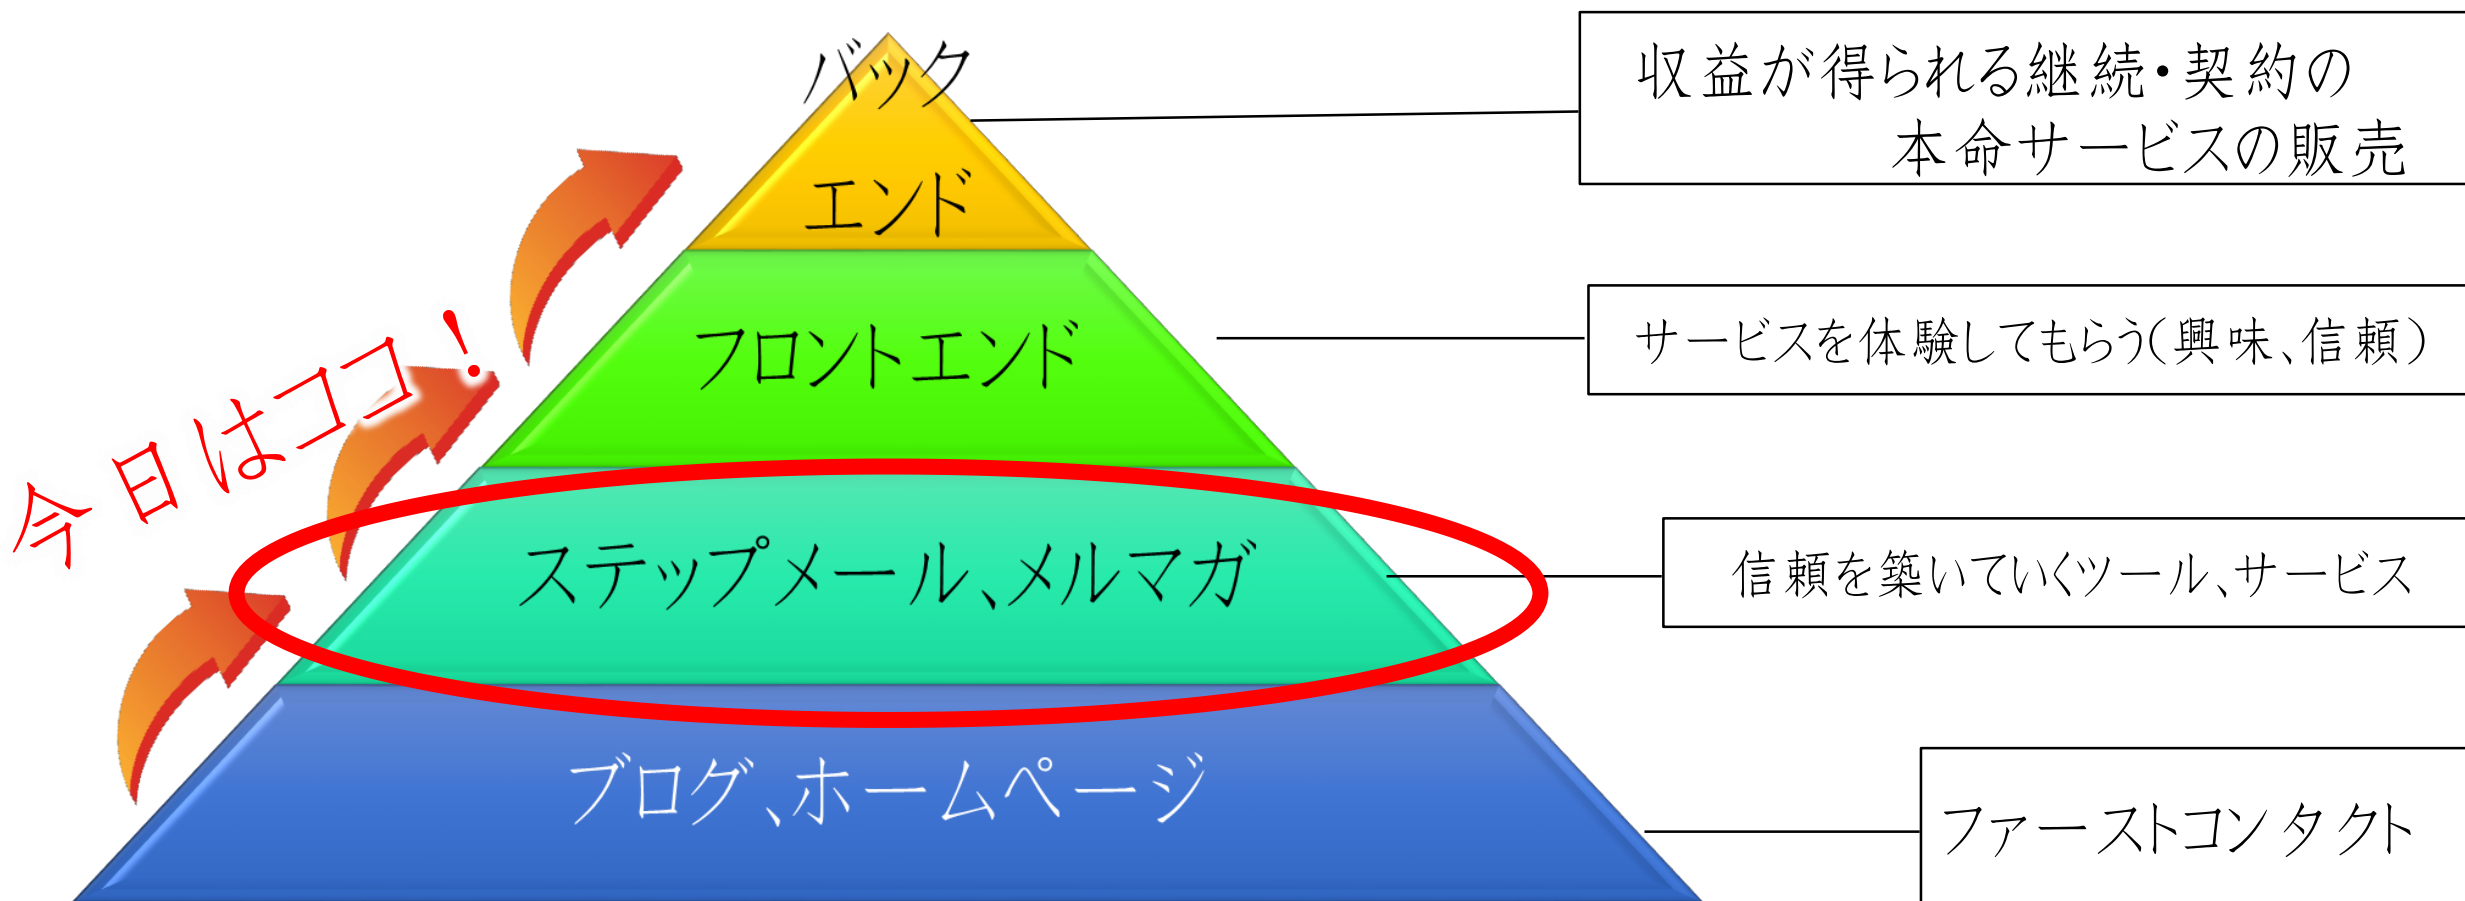 バック
エンド
収益が得られる継続・契約の
本命サービスの販売
フロントエンド
サービスを体験してもらう(興味、信頼)
今日はココ!
ステップメール、メルマガ
信頼を築いていくツール、サービス
ブログ、ホームページ
ファーストコンタクト